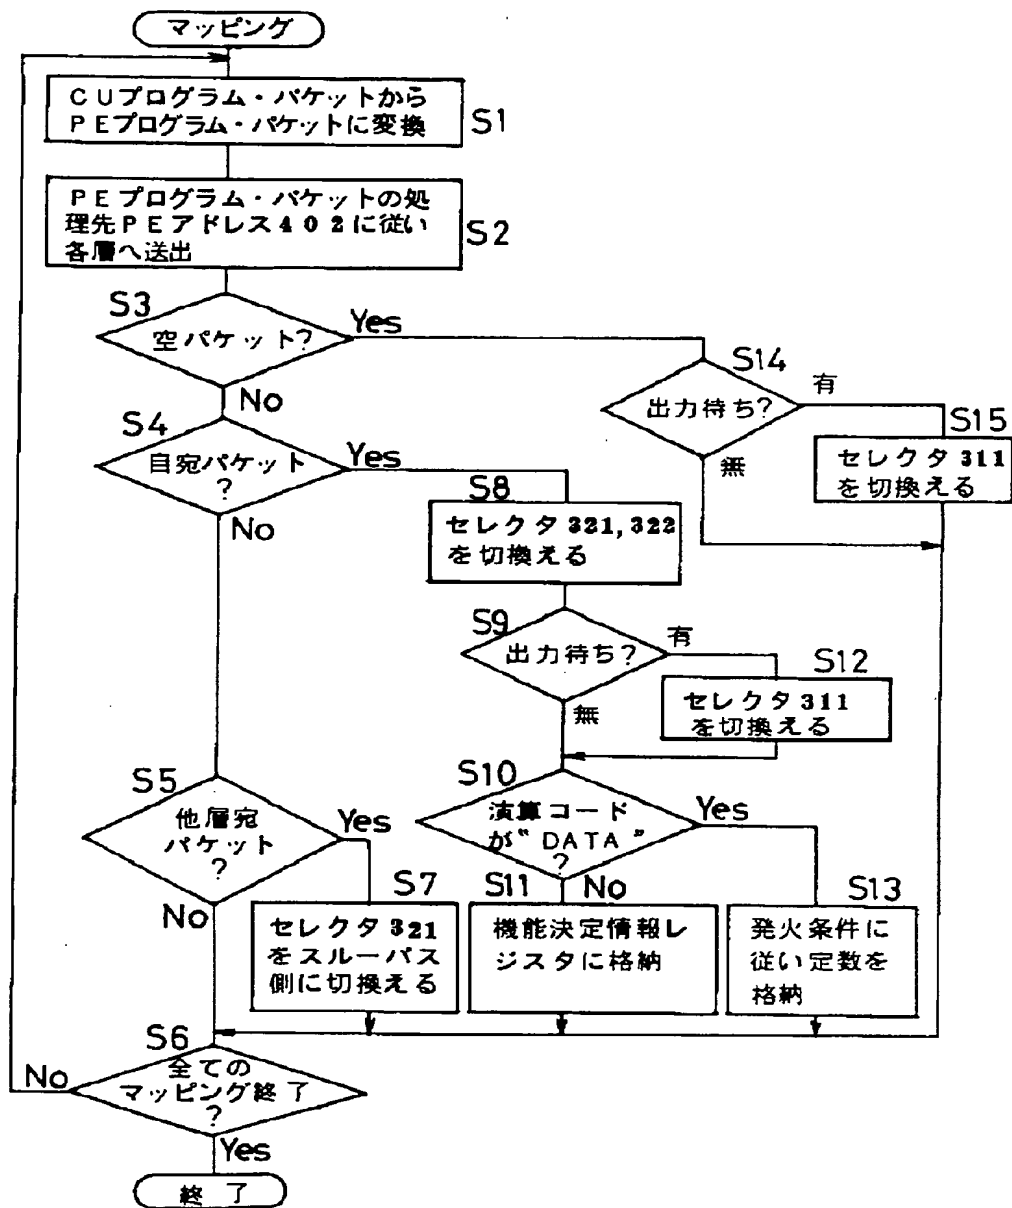 マッピング
CUプログラム・パケットから
PEプログラム・パケットに変換
S1
PEプログラム・パケットの処
理先PEアドレス402に従い
各層へ送出
S2
S3
空パケット?
Yes
No
S14
出力待ち?
有
無
S15
セレクタ311
を切換える
S4
自宛パケット
?
Yes
No
S8
セレクタ321,322
を切換える
S9
出力待ち?
有
無
S12
セレクタ311
を切換える
S10
演算コード
が"DATA"
?
Yes
No
S5
他層宛
パケット
?
Yes
No
S7
セレクタ321
をスルーパス
側に切換える
S11
機能決定情報レ
ジスタに格納
S13
発火条件に
従い定数を
格納
S6
全ての
マッピング終了
?
No
Yes
終了